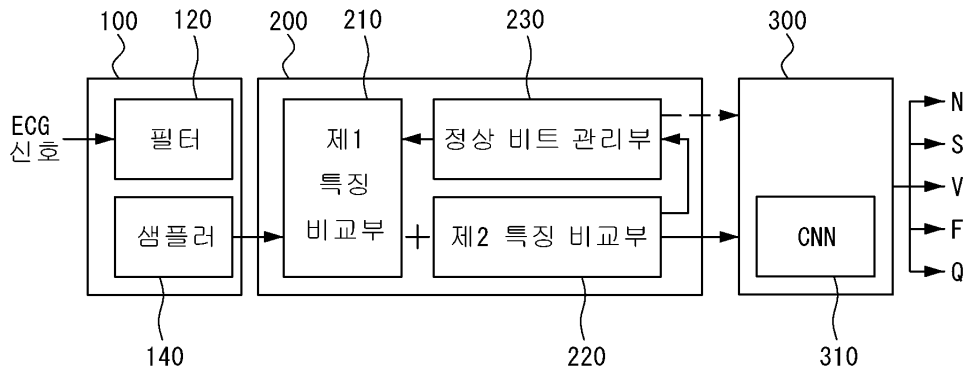 100 120 200 210 230 300
ECG
신호
필터
샘플러
제1
특징
비교부
정상 비트 관리부
+
제2 특징 비교부
CNN
N
S
V
F
Q
140 220 310